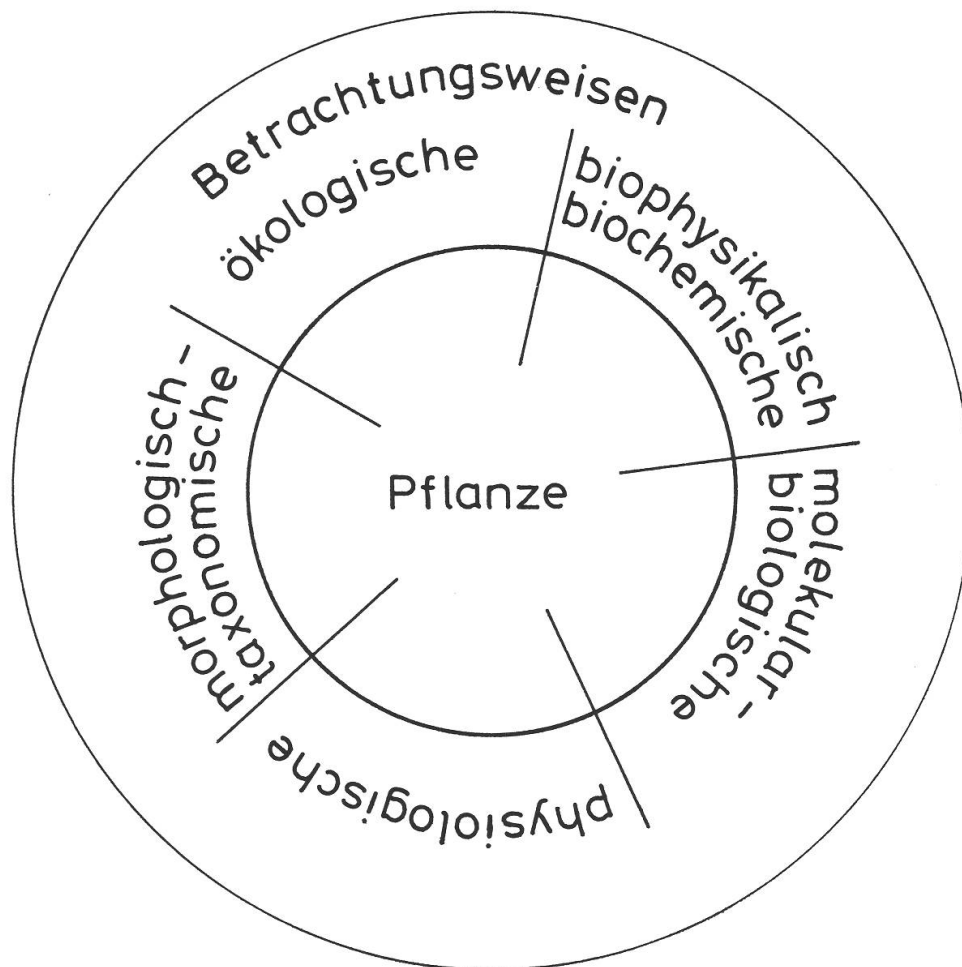 Betrachtungsweisen
ökologische
biophysikalisch
biochemische
molekular-
biologische
physiologische
morphologisch-
taxonomische
Pflanze